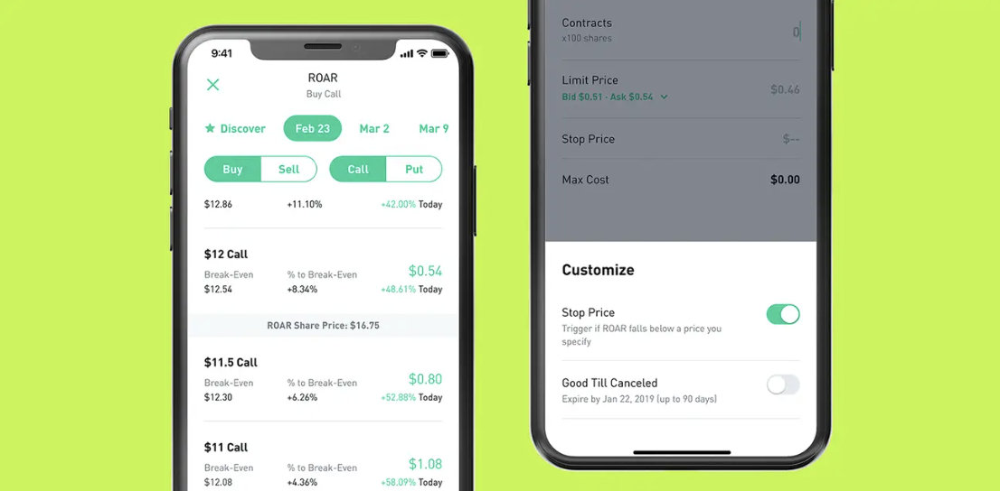 9:41
ROAR
Buy Call
Discover
Feb 23
Mar 2
Mar 9
Buy
Sell
Call
Put
$12.86
+11.10%
+42.00% Today
$12 Call
Break-Even
% to Break-Even
$0.54
$12.54
+8.34%
+48.61% Today
ROAR Share Price: $16.75
$11.5 Call
Break-Even
% to Break-Even
$0.80
$12.30
+6.26%
+52.88% Today
$11 Call
Break-Even
% to Break-Even
$1.08
$12.08
+4.36%
+58.09% Today
Contracts
x100 shares
0
Limit Price
Bid $0.51 · Ask $0.54
$0.46
Stop Price
$--
Max Cost
$0.00
Customize
Stop Price
Trigger if ROAR falls below a price you
specify
Good Till Canceled
Expire by Jan 22, 2019 (up to 90 days)